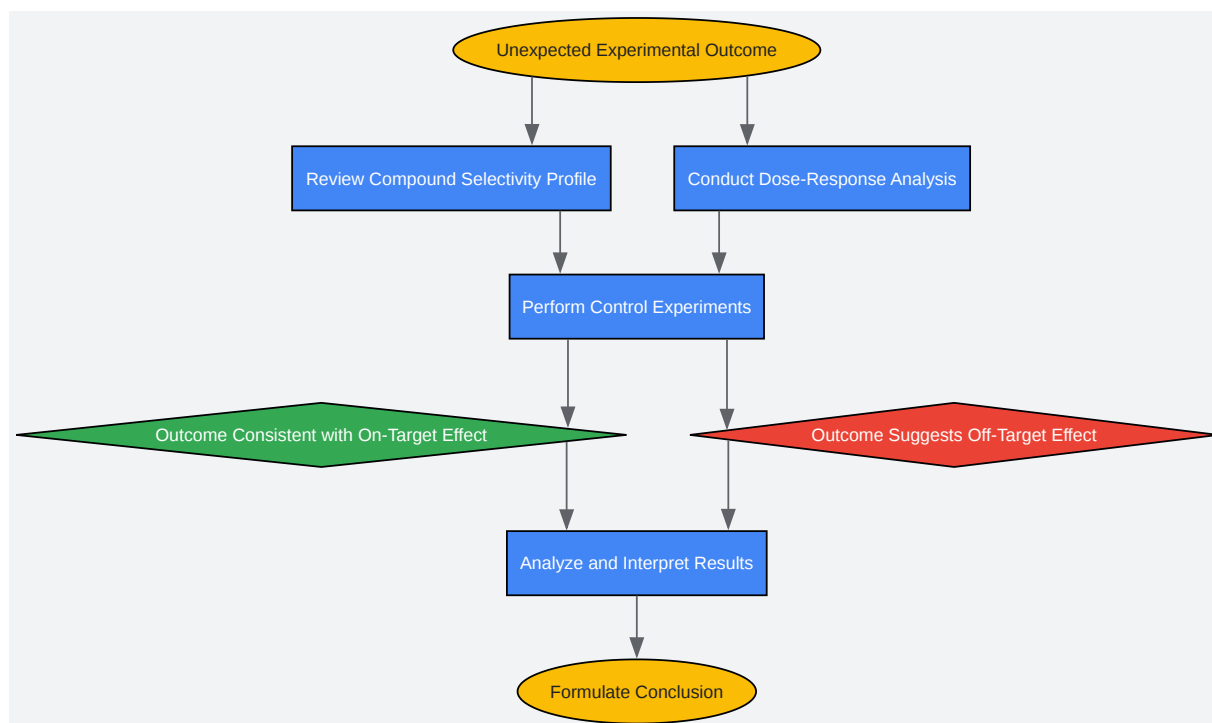 Unexpected Experimental Outcome
Review Compound Selectivity Profile
Conduct Dose-Response Analysis
Perform Control Experiments
Outcome Consistent with On-Target Effect
Outcome Suggests Off-Target Effect
Analyze and Interpret Results
Formulate Conclusion